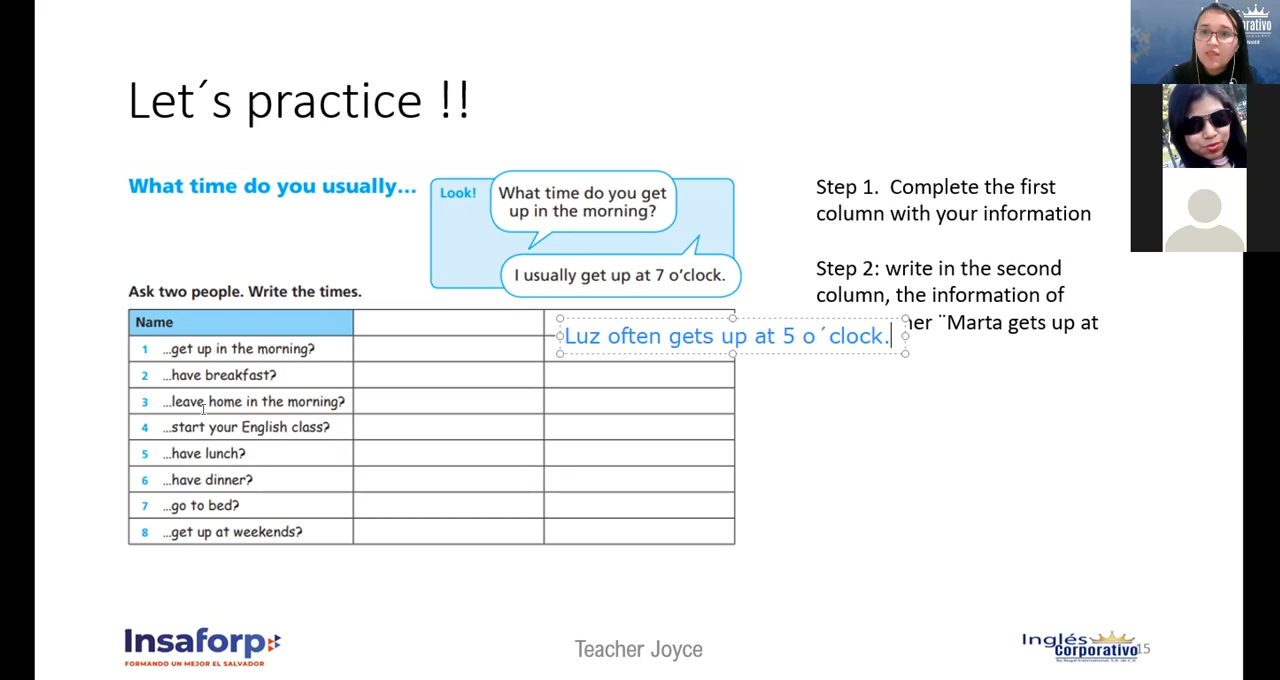 Let´s practice !!
What time do you usually...
Look!
What time do you get
up in the morning?
I usually get up at 7 o'clock.
Ask two people. Write the times.
Name
1 ...get up in the morning?
2 ...have breakfast?
3 ...leave home in the morning?
4 ...start your English class?
5 ...have lunch?
6 ...have dinner?
7 ...go to bed?
8 ...get up at weekends?
Luz often gets up at 5 o´clock.
Step 1. Complete the first
column with your information
Step 2: write in the second
column, the information of
ner ¨Marta gets up at
Insaforp
FORMANDO UN MEJOR EL SALVADOR
Teacher Joyce
Inglés
Corporativo
15